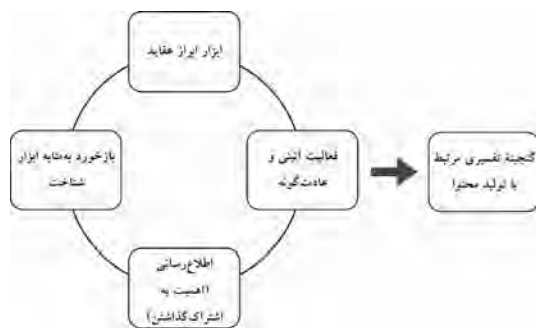 ابزار ابراز عقاید
فعالیت آئینی و
عادت‌گونه
گنجینهٔ تفسیری مرتبط
با تولید محتوا
بازخورد به‌مثابه ابزار
شناخت
اطلاع‌رسانی
(اهمیت به
اشتراک‌گذاشتن)